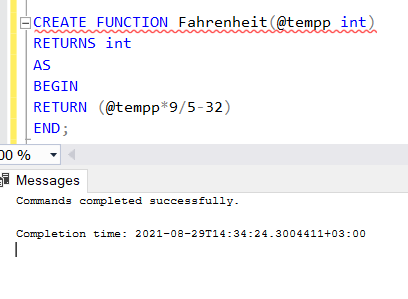 CREATE FUNCTION Fahrenheit(@tempp int)
RETURNS int
AS
BEGIN
RETURN (@tempp*9/5-32)
END;
00 %
Messages
Commands completed successfully.
Completion time: 2021-08-29T14:34:24.3004411+03:00